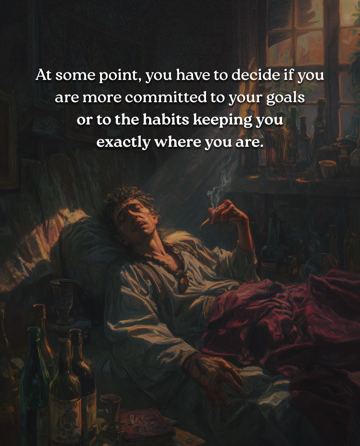 At some point, you have to decide if you
are more committed to your goals
or to the habits keeping you
exactly where you are.